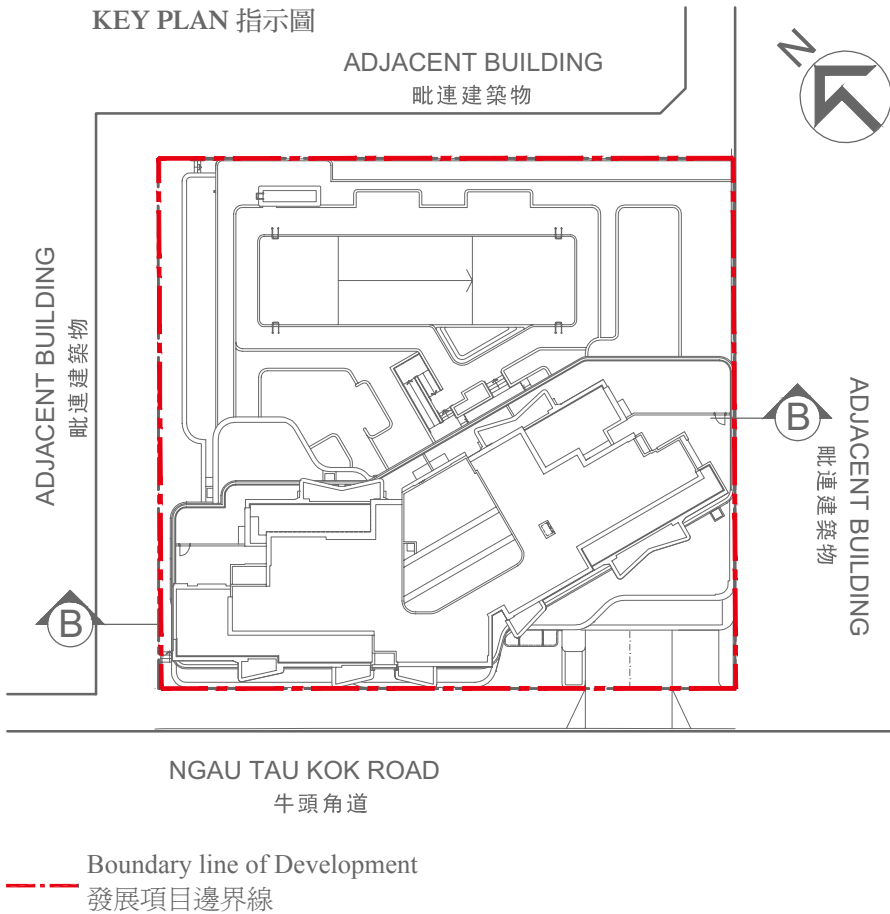 KEY PLAN 指示圖
ADJACENT BUILDING
毗連建築物
N
ADJACENT BUILDING
毗連建築物
B
ADJACENT BUILDING
毗連建築物
B
NGAU TAU KOK ROAD
牛頭角道
Boundary line of Development
發展項目邊界線